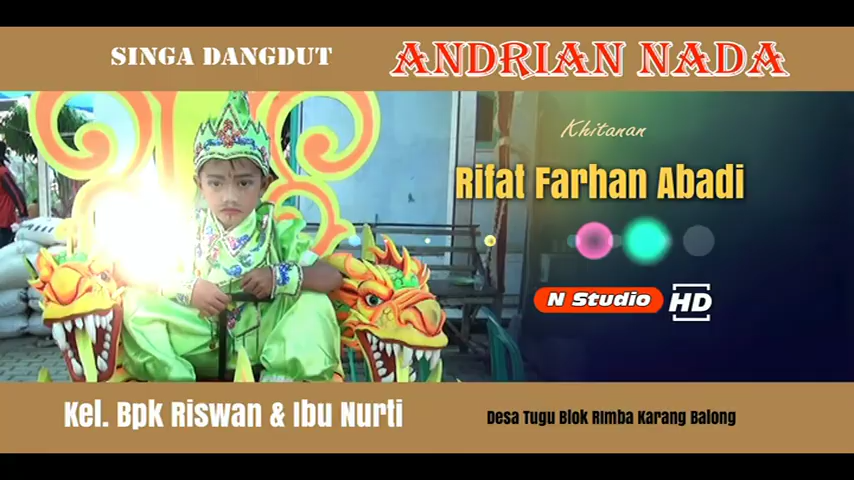 SINGA DANGDUT
ANDRIAN NADA
Khitanan
Rifat Farhan Abadi
N Studio HD
Kel. Bpk Riswan & Ibu Nurti
Desa Tugu Blok RImba Karang Balong